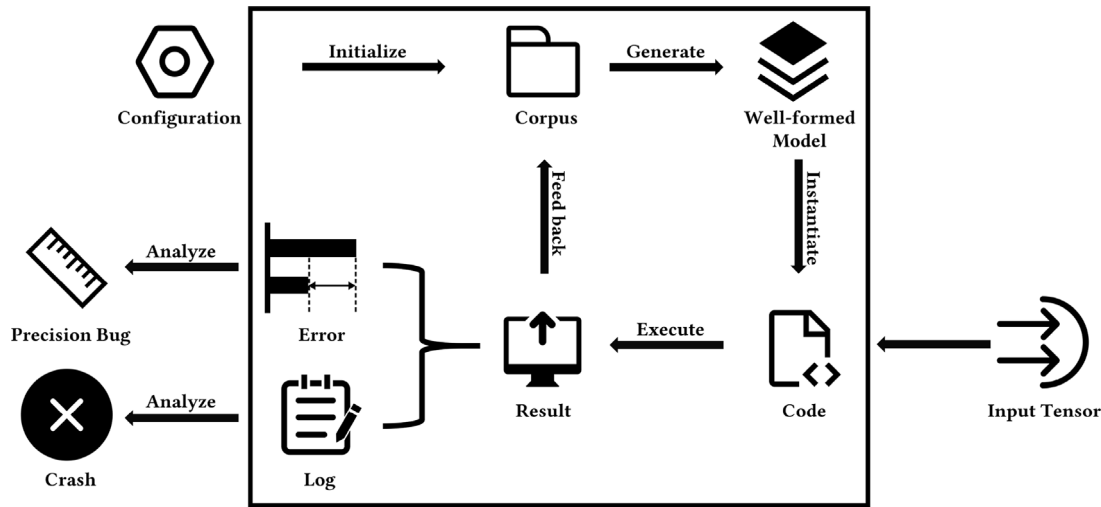 Initialize
Generate
Configuration
Corpus
Well-formed
Model
Feed back
Instantiate
Analyze
Precision Bug
Error
Execute
Analyze
Result
Code
Input Tensor
Crash
Log